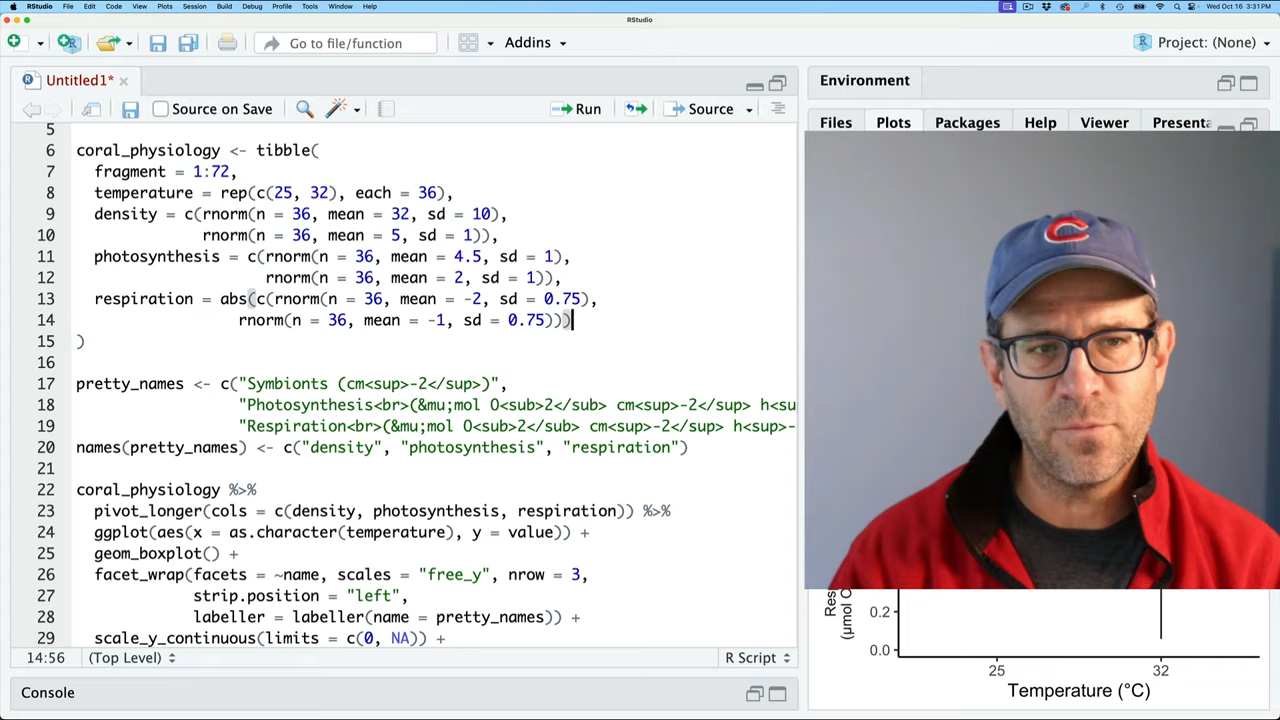 RStudio File Edit Code View Plots Session Build Debug Profile Tools Window Help Wed Oct 16 3:31PM
RStudio
Go to file/function Addins Project: (None)
Untitled1*
Source on Save Run Source
5
6 coral_physiology <- tibble(
7 fragment = 1:72,
8 temperature = rep(c(25, 32), each = 36),
9 density = c(rnorm(n = 36, mean = 32, sd = 10),
10 rnorm(n = 36, mean = 5, sd = 1)),
11 photosynthesis = c(rnorm(n = 36, mean = 4.5, sd = 1),
12 rnorm(n = 36, mean = 2, sd = 1)),
13 respiration = abs(c(rnorm(n = 36, mean = -2, sd = 0.75),
14 rnorm(n = 36, mean = -1, sd = 0.75)))
15 )
16
17 pretty_names <- c("Symbionts (cm<sup>-2</sup>)",
18 "Photosynthesis<br>(&mu;mol O<sub>2</sub> cm<sup>-2</sup> h<su
19 "Respiration<br>(&mu;mol O<sub>2</sub> cm<sup>-2</sup> h<sup>-
20 names(pretty_names) <- c("density", "photosynthesis", "respiration")
21
22 coral_physiology %>%
23 pivot_longer(cols = c(density, photosynthesis, respiration)) %>%
24 ggplot(aes(x = as.character(temperature), y = value)) +
25 geom_boxplot() +
26 facet_wrap(facets = ~name, scales = "free_y", nrow = 3,
27 strip.position = "left",
28 labeller = labeller(name = pretty_names)) +
29 scale_y_continuous(limits = c(0, NA)) +
14:56 (Top Level) R Script
Console
Environment
Files Plots Packages Help Viewer Presenta
C
Res
(μmol O
0.2
0.0
25 32
Temperature (°C)